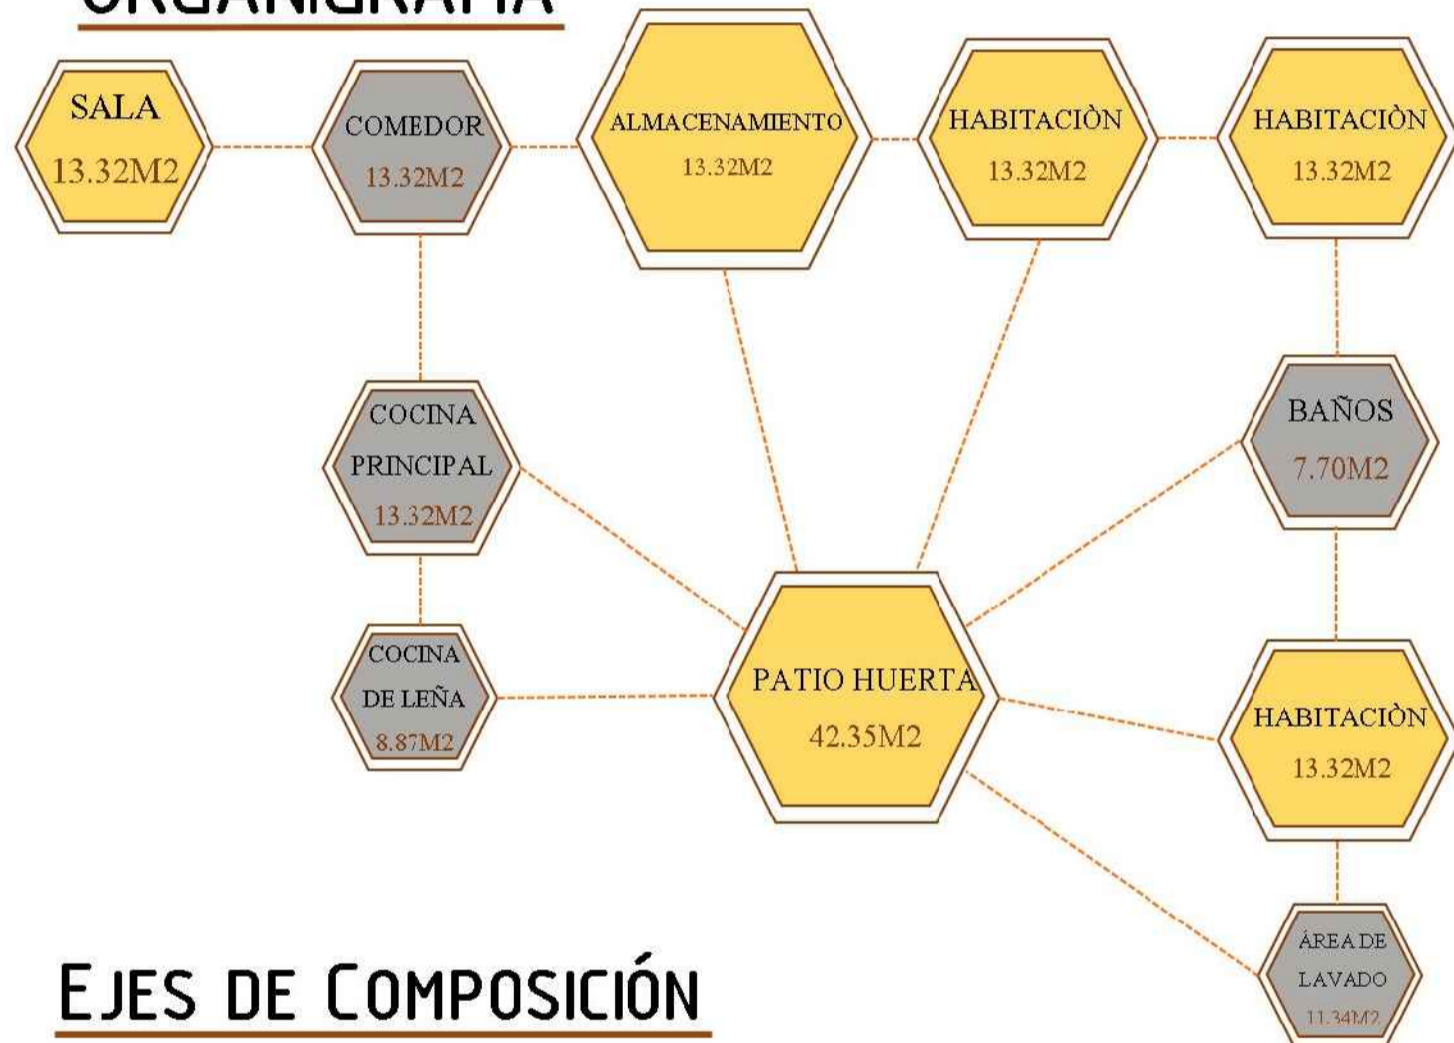 ORGANIGRAMA
SALA
13.32M2
COMEDOR
13.32M2
ALMACENAMIENTO
13.32M2
HABITACIÒN
13.32M2
HABITACIÒN
13.32M2
COCINA
PRINCIPAL
13.32M2
BAÑOS
7.70M2
COCINA
DE LEÑA
8.87M2
PATIO HUERTA
42.35M2
HABITACIÒN
13.32M2
ÁREA DE
LAVADO
11.34M2
EJES DE COMPOSICIÓN